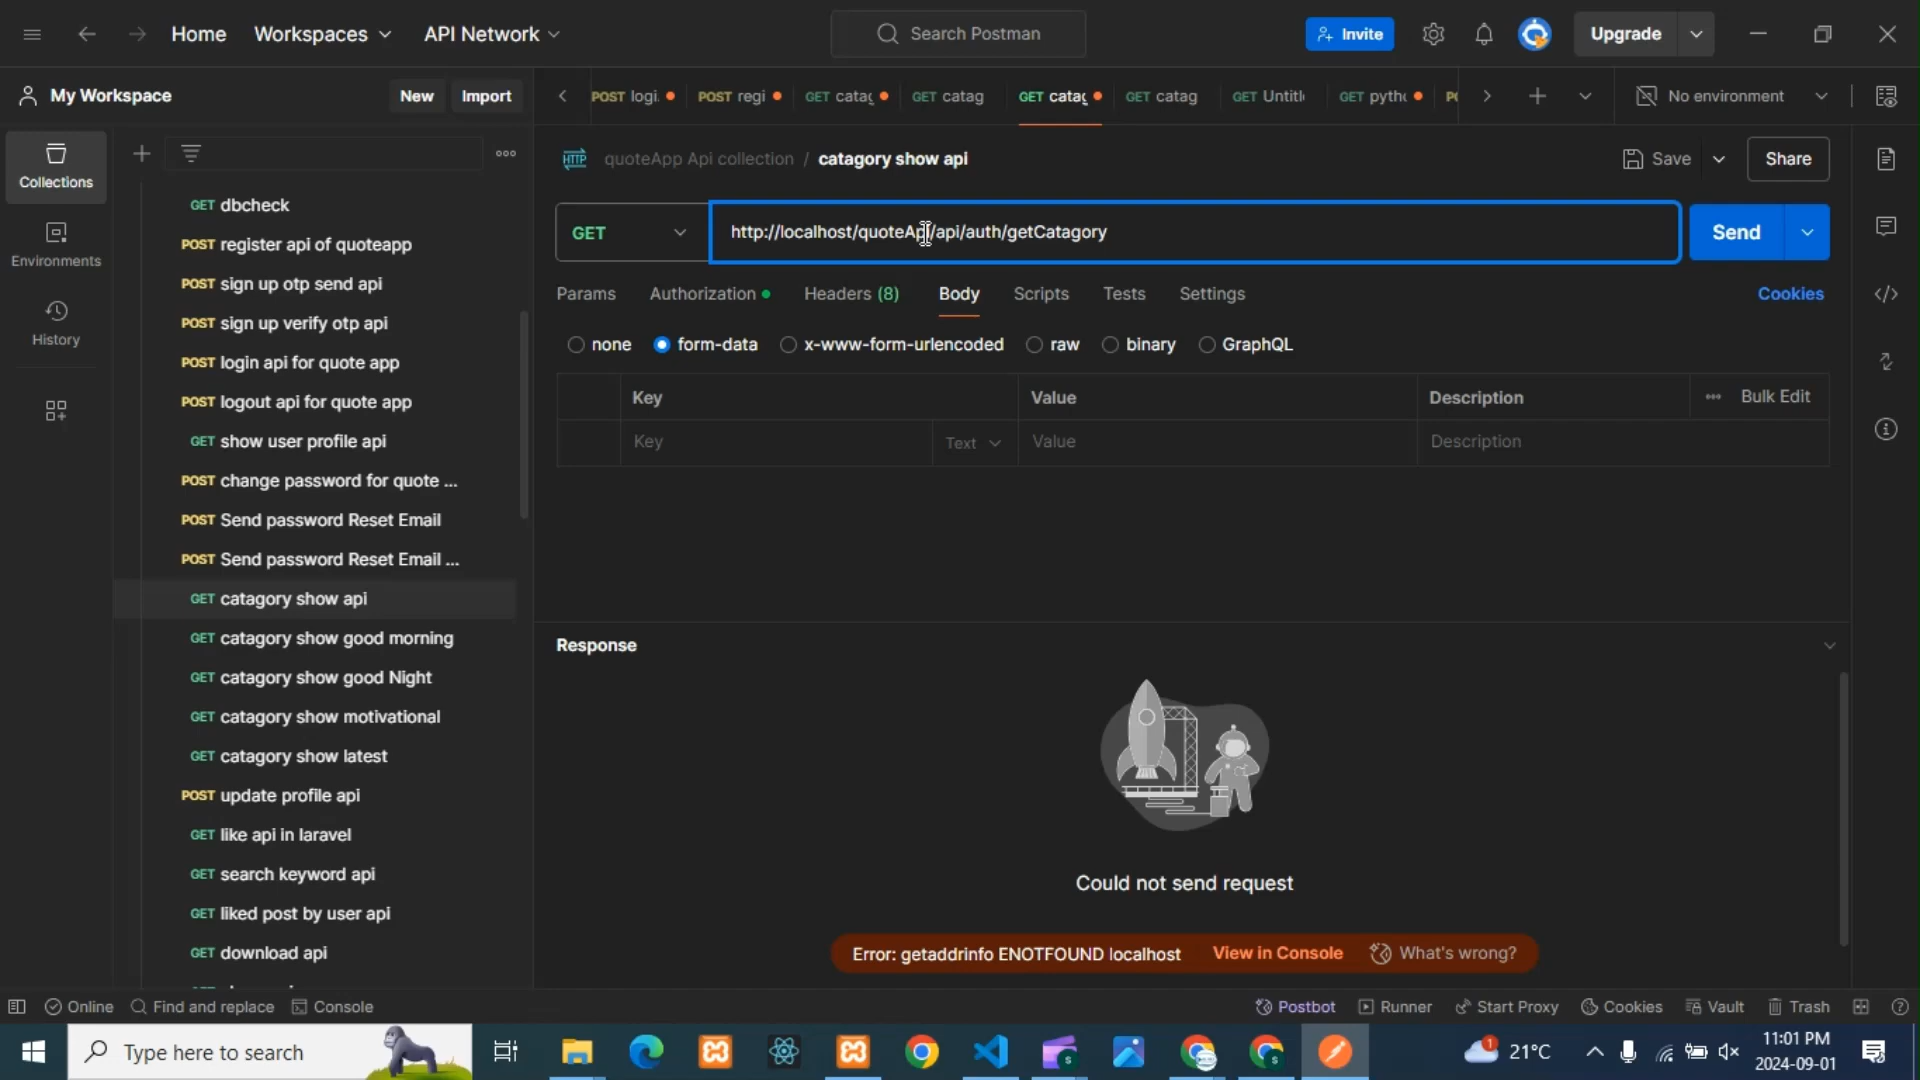 Home
Workspaces
API Network
Search Postman
Invite
Upgrade
My Workspace
New
Import
POST logi.
POST regi
GET catag
GET catag
GET catag
GET catag
GET Untitl
GET pyth
No environment
Collections
Environments
History
GET dbcheck
POST register api of quoteapp
POST sign up otp send api
POST sign up verify otp api
POST login api for quote app
POST logout api for quote app
GET show user profile api
POST change password for quote ...
POST Send password Reset Email
POST Send password Reset Email ...
GET catagory show api
GET catagory show good morning
GET catagory show good Night
GET catagory show motivational
GET catagory show latest
POST update profile api
GET like api in laravel
GET search keyword api
GET liked post by user api
GET download api
HTTP quoteApp Api collection / catagory show api
Save
Share
GET
http://localhost/quoteApi/api/auth/getCatagory
Send
Params
Authorization
Headers (8)
Body
Scripts
Tests
Settings
Cookies
none
form-data
x-www-form-urlencoded
raw
binary
GraphQL
Key
Value
Description
Bulk Edit
Key
Text
Value
Description
Response
Could not send request
Error: getaddrinfo ENOTFOUND localhost
View in Console
What's wrong?
Online
Find and replace
Console
Postbot
Runner
Start Proxy
Cookies
Vault
Trash
Type here to search
1
21°C
11:01 PM
2024-09-01